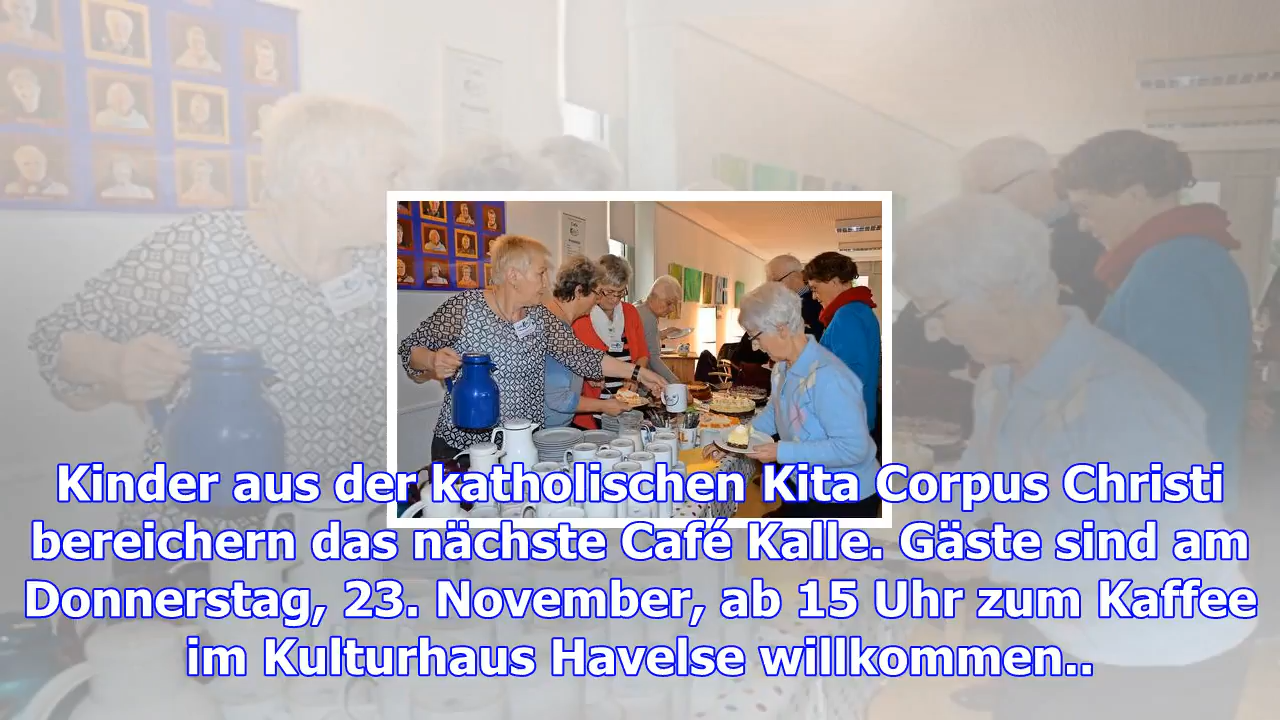 Kinder aus der katholischen Kita Corpus Christi
bereichern das nächste Café Kalle. Gäste sind am
Donnerstag, 23. November, ab 15 Uhr zum Kaffee
im Kulturhaus Havelse willkommen..